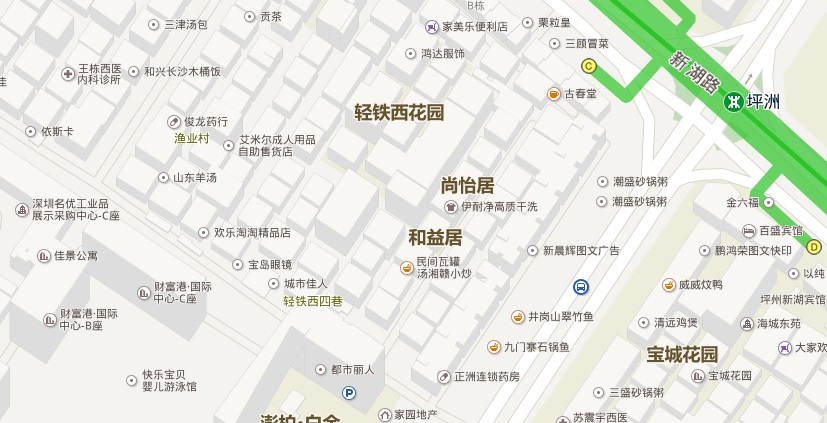 B栋
三津汤包
贡茶
家美乐便利店
栗粒皇
三顾冒菜
鸿达服饰
新湖路
王栋西医
内科诊所
和兴长沙木桶饭
C
古春堂
坪洲
轻铁西花园
俊龙药行
渔业村
依斯卡
艾米尔成人用品
自助售货店
山东羊汤
尚怡居
潮盛砂锅粥
潮盛砂锅粥
金六福
深圳名优工业品
展示采购中心-C座
伊耐净高质干洗
欢乐淘淘精品店
和益居
百盛宾馆
D
佳景公寓
新晨辉图文广告
鹏鸿荣图文快印
宝岛眼镜
民间瓦罐
汤湘赣小炒
以纯
城市佳人
财富港·国际
中心-C座
轻铁西四巷
威威炆鸭
坪州新湖宾馆
财富港·国际
中心-B座
井岗山翠竹鱼
清远鸡煲
海城东苑
九门寨石锅鱼
宝城花园
大家欢
都市丽人
快乐宝贝
婴儿游泳馆
正洲连锁药房
宝城花园
P
三盛砂锅粥
家园地产
苏震宇西医
澎柏·白金